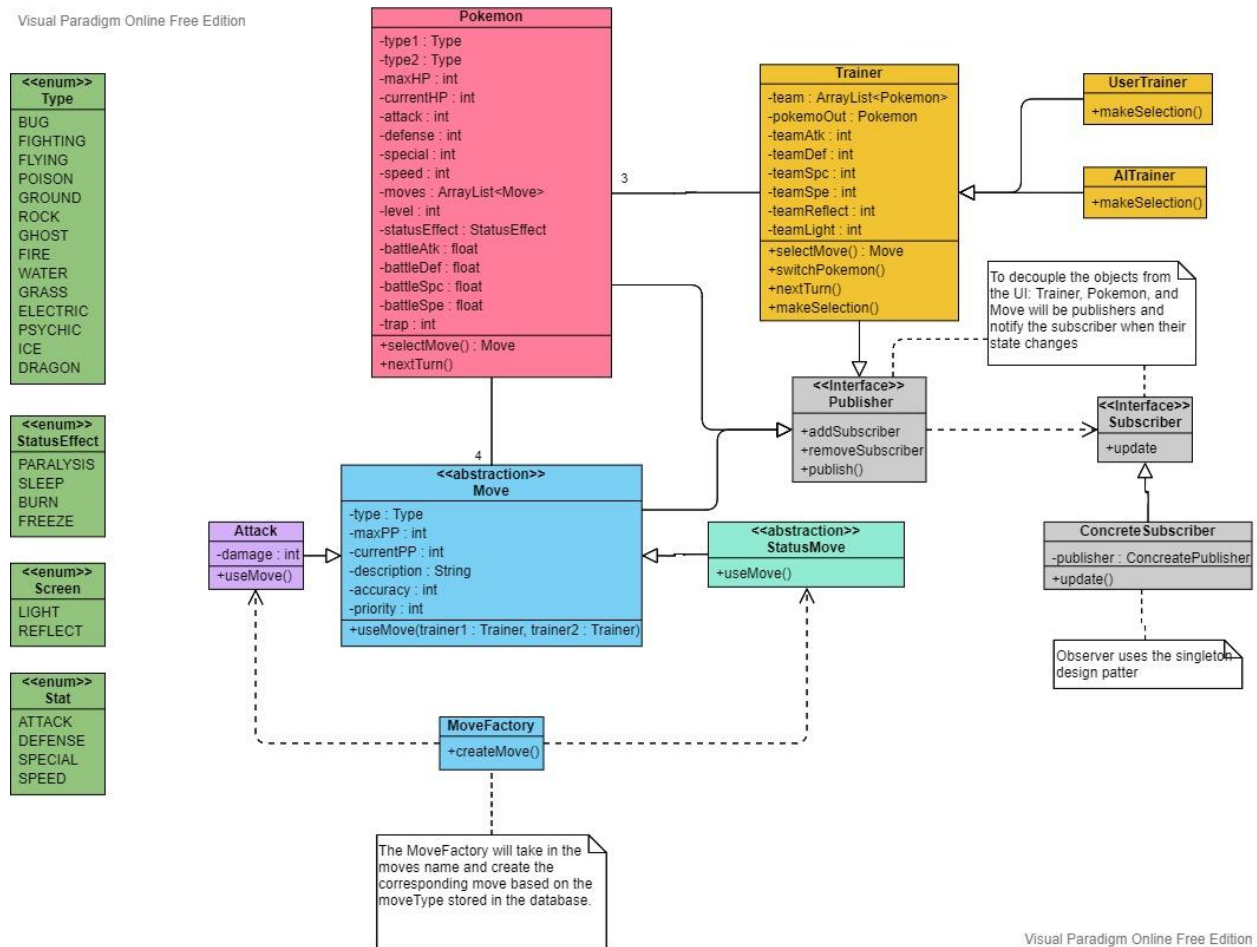 Visual Paradigm Online Free Edition
<<enum>>
Type
BUG
FIGHTING
FLYING
POISON
GROUND
ROCK
GHOST
FIRE
WATER
GRASS
ELECTRIC
PSYCHIC
ICE
DRAGON
<<enum>>
StatusEffect
PARALYSIS
SLEEP
BURN
FREEZE
<<enum>>
Screen
LIGHT
REFLECT
<<enum>>
Stat
ATTACK
DEFENSE
SPECIAL
SPEED
Pokemon
-type1 : Type
-type2 : Type
-maxHP : int
-currentHP : int
-attack : int
-defense : int
-special : int
-speed : int
-moves : ArrayList<Move>
-level : int
-statusEffect : StatusEffect
-battleAtk : float
-battleDef : float
-battleSpc : float
-battleSpe : float
-trap : int
+selectMove() : Move
+nextTurn()
3
Trainer
-team : ArrayList<Pokemon>
-pokemoOut : Pokemon
-teamAtk : int
-teamDef : int
-teamSpc : int
-teamSpe : int
-teamReflect : int
-teamLight : int
+selectMove() : Move
+switchPokemon()
+nextTurn()
+makeSelection()
UserTrainer
+makeSelection()
AITrainer
+makeSelection()
To decouple the objects from
the UI: Trainer, Pokemon, and
Move will be publishers and
notify the subscriber when their
state changes
<<Interface>>
Publisher
+addSubscriber
+removeSubscriber
+publish()
<<Interface>>
Subscriber
+update
4
<<abstraction>>
Move
-type : Type
-maxPP : int
-currentPP : int
-description : String
-accuracy : int
-priority : int
+useMove(trainer1 : Trainer, trainer2 : Trainer)
Attack
-damage : int
+useMove()
<<abstraction>>
StatusMove
+useMove()
ConcreteSubscriber
-publisher : ConcreatePublisher
+update()
Observer uses the singleton
design patter
MoveFactory
+createMove()
The MoveFactory will take in the
moves name and create the
corresponding move based on the
moveType stored in the database.
Visual Paradigm Online Free Edition